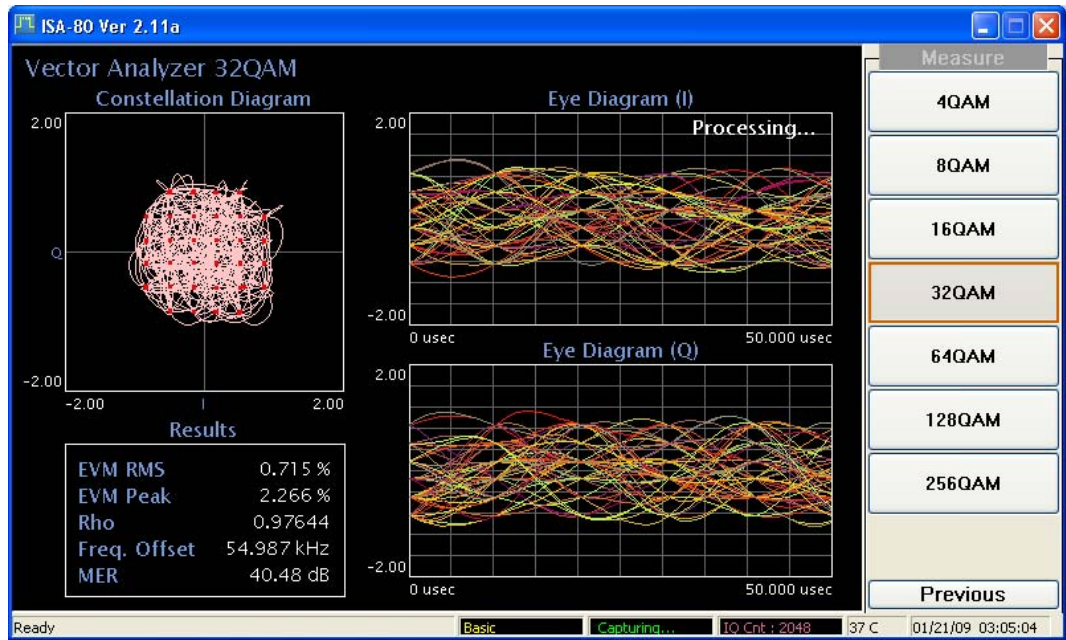 ISA-80 Ver 2.11a
Vector Analyzer 32QAM
Constellation Diagram
2.00
Q
-2.00
-2.00 I 2.00
Eye Diagram (I)
2.00
Processing...
-2.00
0 usec 50.000 usec
Eye Diagram (Q)
2.00
-2.00
0 usec 50.000 usec
Results
EVM RMS 0.715 %
EVM Peak 2.266 %
Rho 0.97644
Freq. Offset 54.987 kHz
MER 40.48 dB
Measure
4QAM
8QAM
16QAM
32QAM
64QAM
128QAM
256QAM
Previous
Ready Basic Capturing... IQ Cnt : 2048 37 C 01/21/09 03:05:04